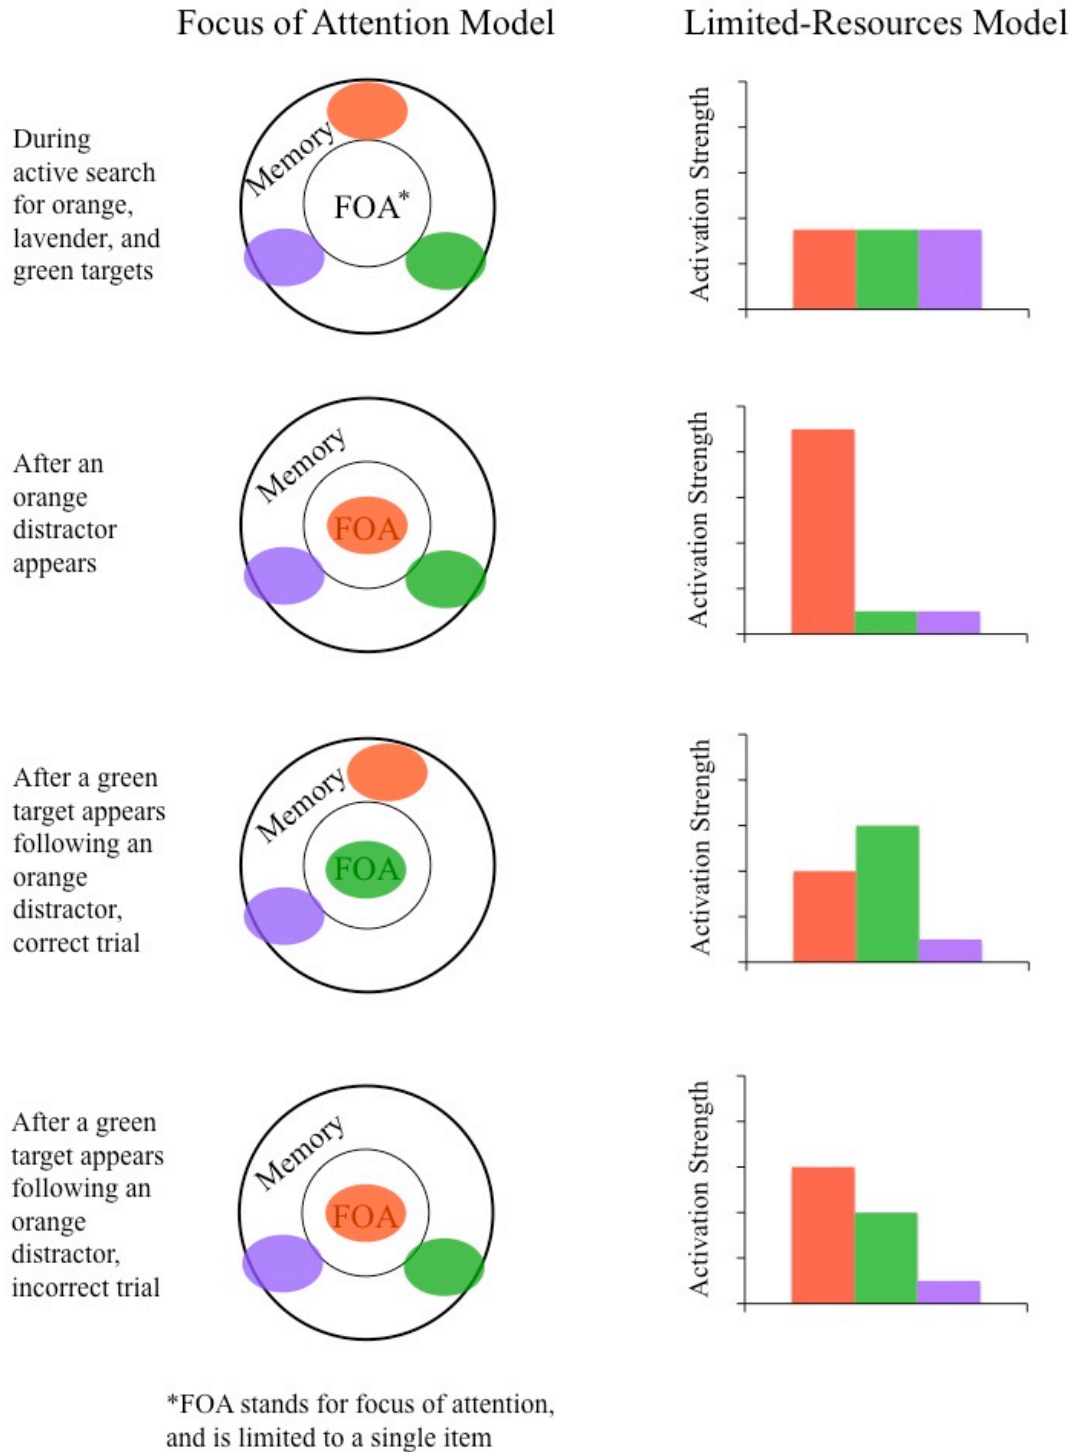 Focus of Attention Model
Limited-Resources Model
During
active search
for orange,
lavender, and
green targets
Memory
FOA*
Activation Strength
After an
orange
distractor
appears
Memory
FOA
Activation Strength
After a green
target appears
following an
orange
distractor,
correct trial
Memory
FOA
Activation Strength
After a green
target appears
following an
orange
distractor,
incorrect trial
Memory
FOA
Activation Strength
*FOA stands for focus of attention,
and is limited to a single item